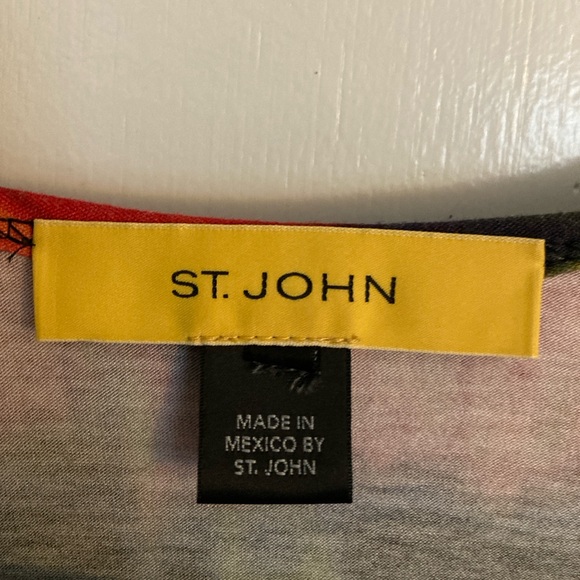 ST. JOHN
MADE IN
MEXICO BY
ST. JOHN